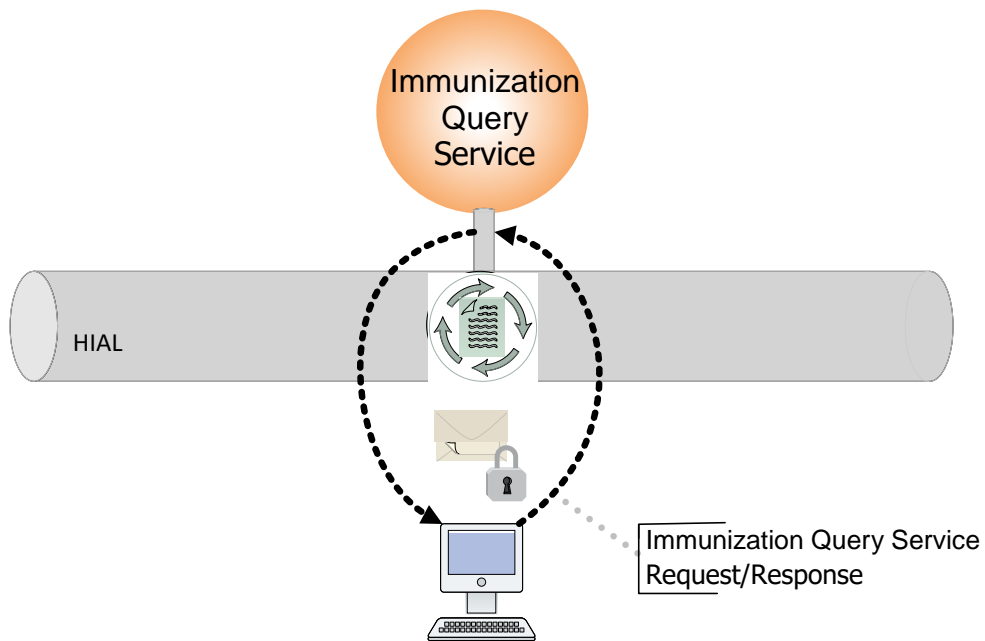 Immunization
Query
Service
HIAL
Immunization Query Service
Request/Response